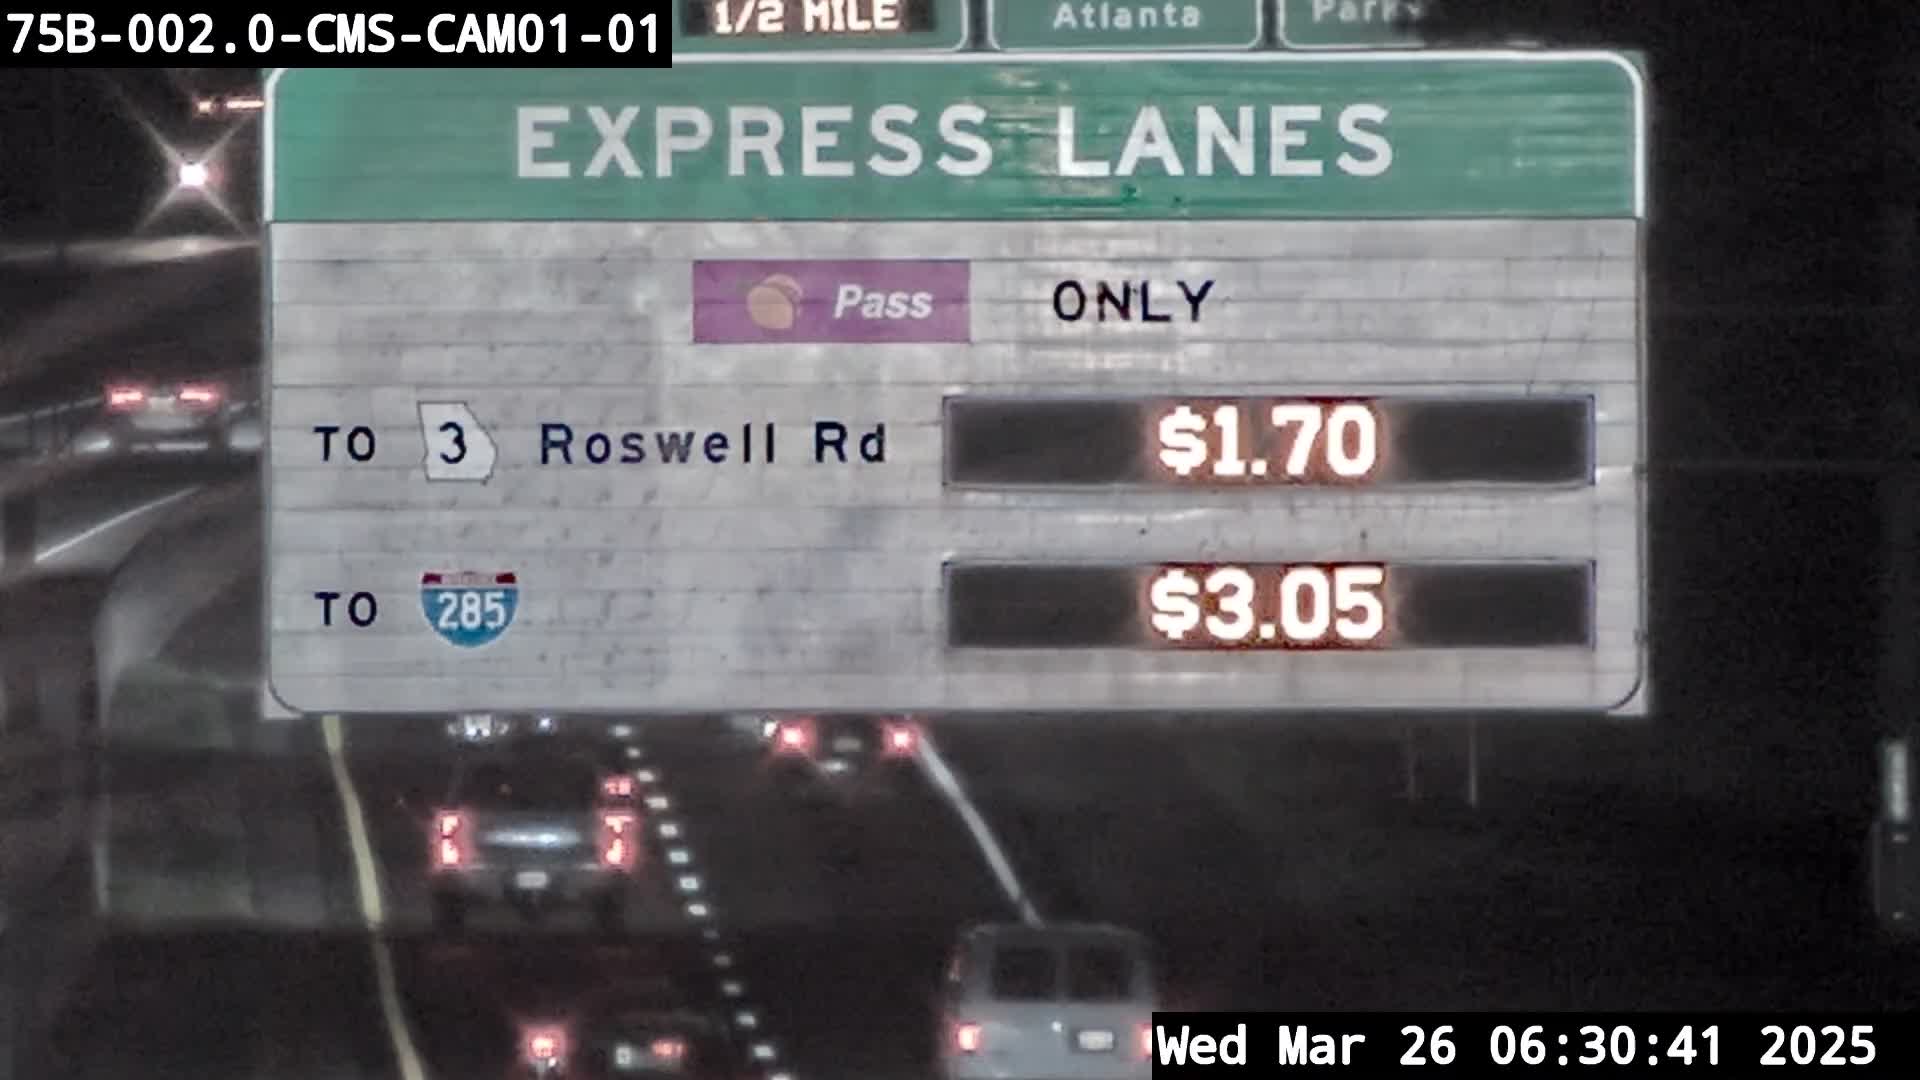 75B-002.0-CMS-CAM01-01
1/2 MILE
Atlanta
EXPRESS LANES
Pass ONLY
TO 3 Roswell Rd $1.70
TO 285 $3.05
Wed Mar 26 06:30:41 2025